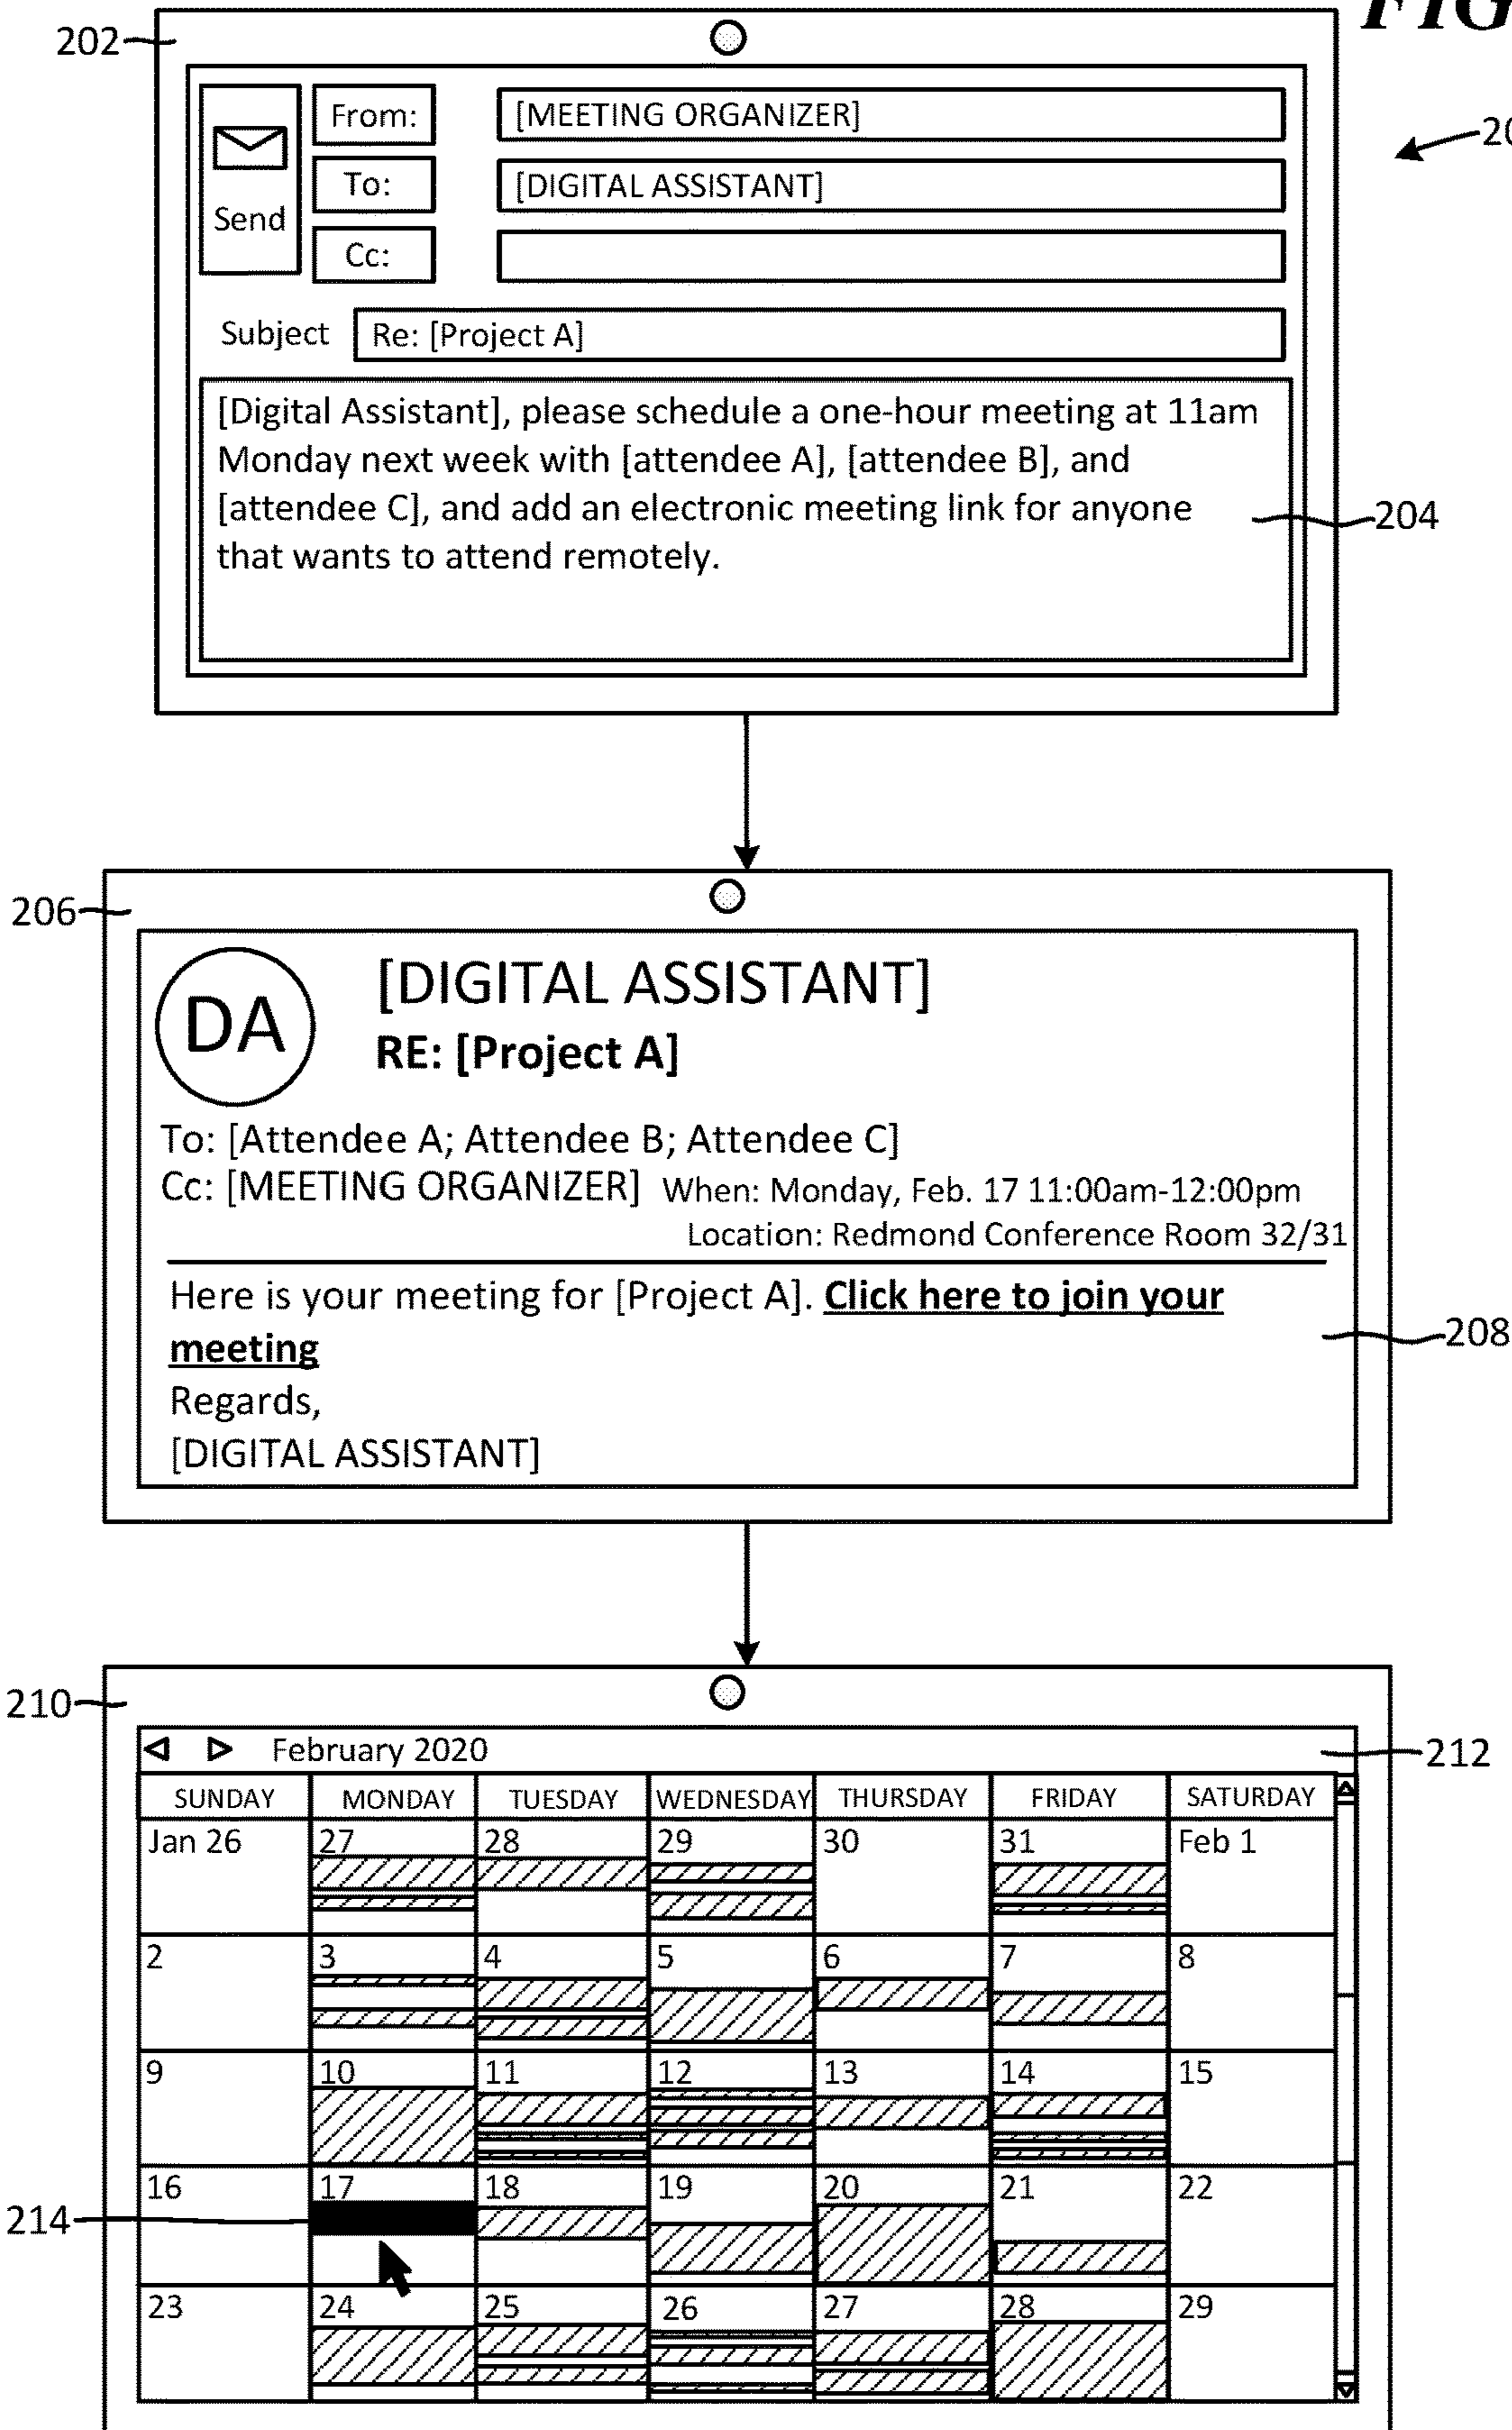 FIG
202
From:
[MEETING ORGANIZER]
To:
[DIGITAL ASSISTANT]
Send
Cc:
Subject
Re: [Project A]
[Digital Assistant], please schedule a one-hour meeting at 11am
Monday next week with [attendee A], [attendee B], and
[attendee C], and add an electronic meeting link for anyone
that wants to attend remotely.
204
206
DA
[DIGITAL ASSISTANT]
RE: [Project A]
To: [Attendee A; Attendee B; Attendee C]
Cc: [MEETING ORGANIZER] When: Monday, Feb. 17 11:00am-12:00pm
Location: Redmond Conference Room 32/31
Here is your meeting for [Project A]. Click here to join your
meeting
208
Regards,
[DIGITAL ASSISTANT]
210
February 2020
212
SUNDAY MONDAY TUESDAY WEDNESDAY THURSDAY FRIDAY SATURDAY
Jan 26 27 28 29 30 31 Feb 1
2 3 4 5 6 7 8
9 10 11 12 13 14 15
16 17 18 19 20 21 22
214
23 24 25 26 27 28 29